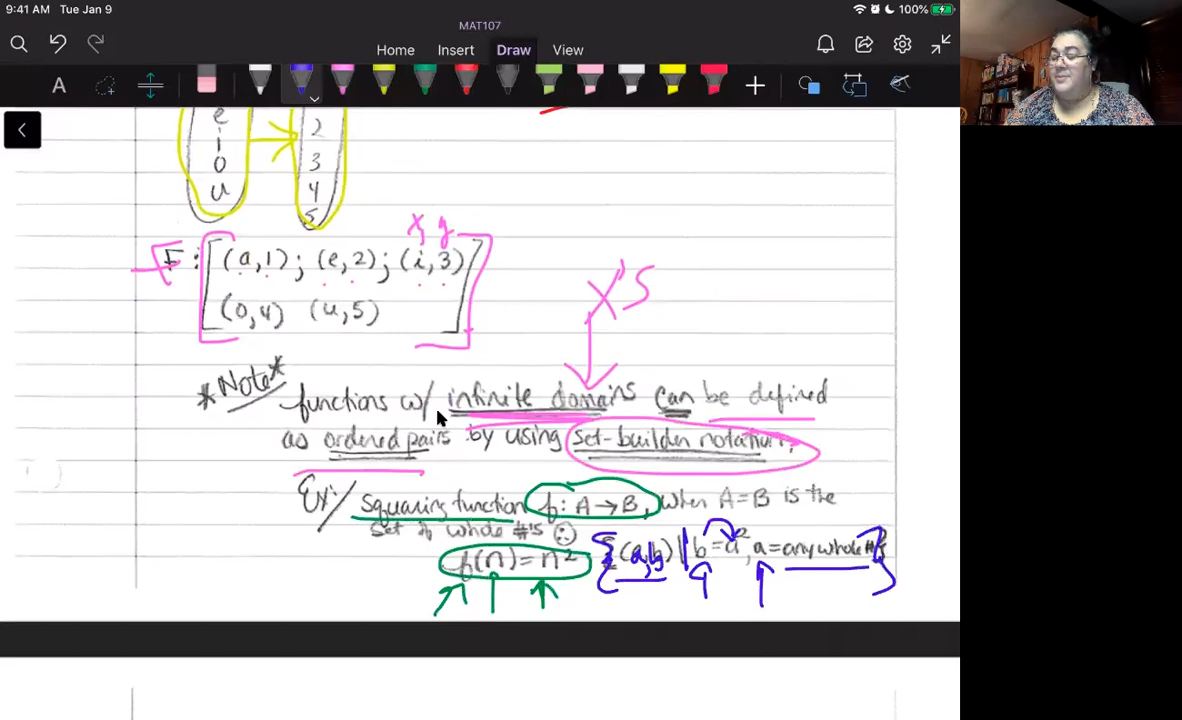 9:41 AM Tue Jan 9
100%
MAT107
Home Insert Draw View
A
e
i
o
u
2
3
4
5
x, y
F: [(a,1); (e,2); (i,3)
(o,4) (u,5)]
X'S
*Note* functions w/ infinite domains can be defined
as ordered pairs by using set-builder notation.
Ex:/ Squaring function f: A→B, when A=B is the
set of whole #'s
f(n)=n² {(a,b) | b=a², a=any whole #}